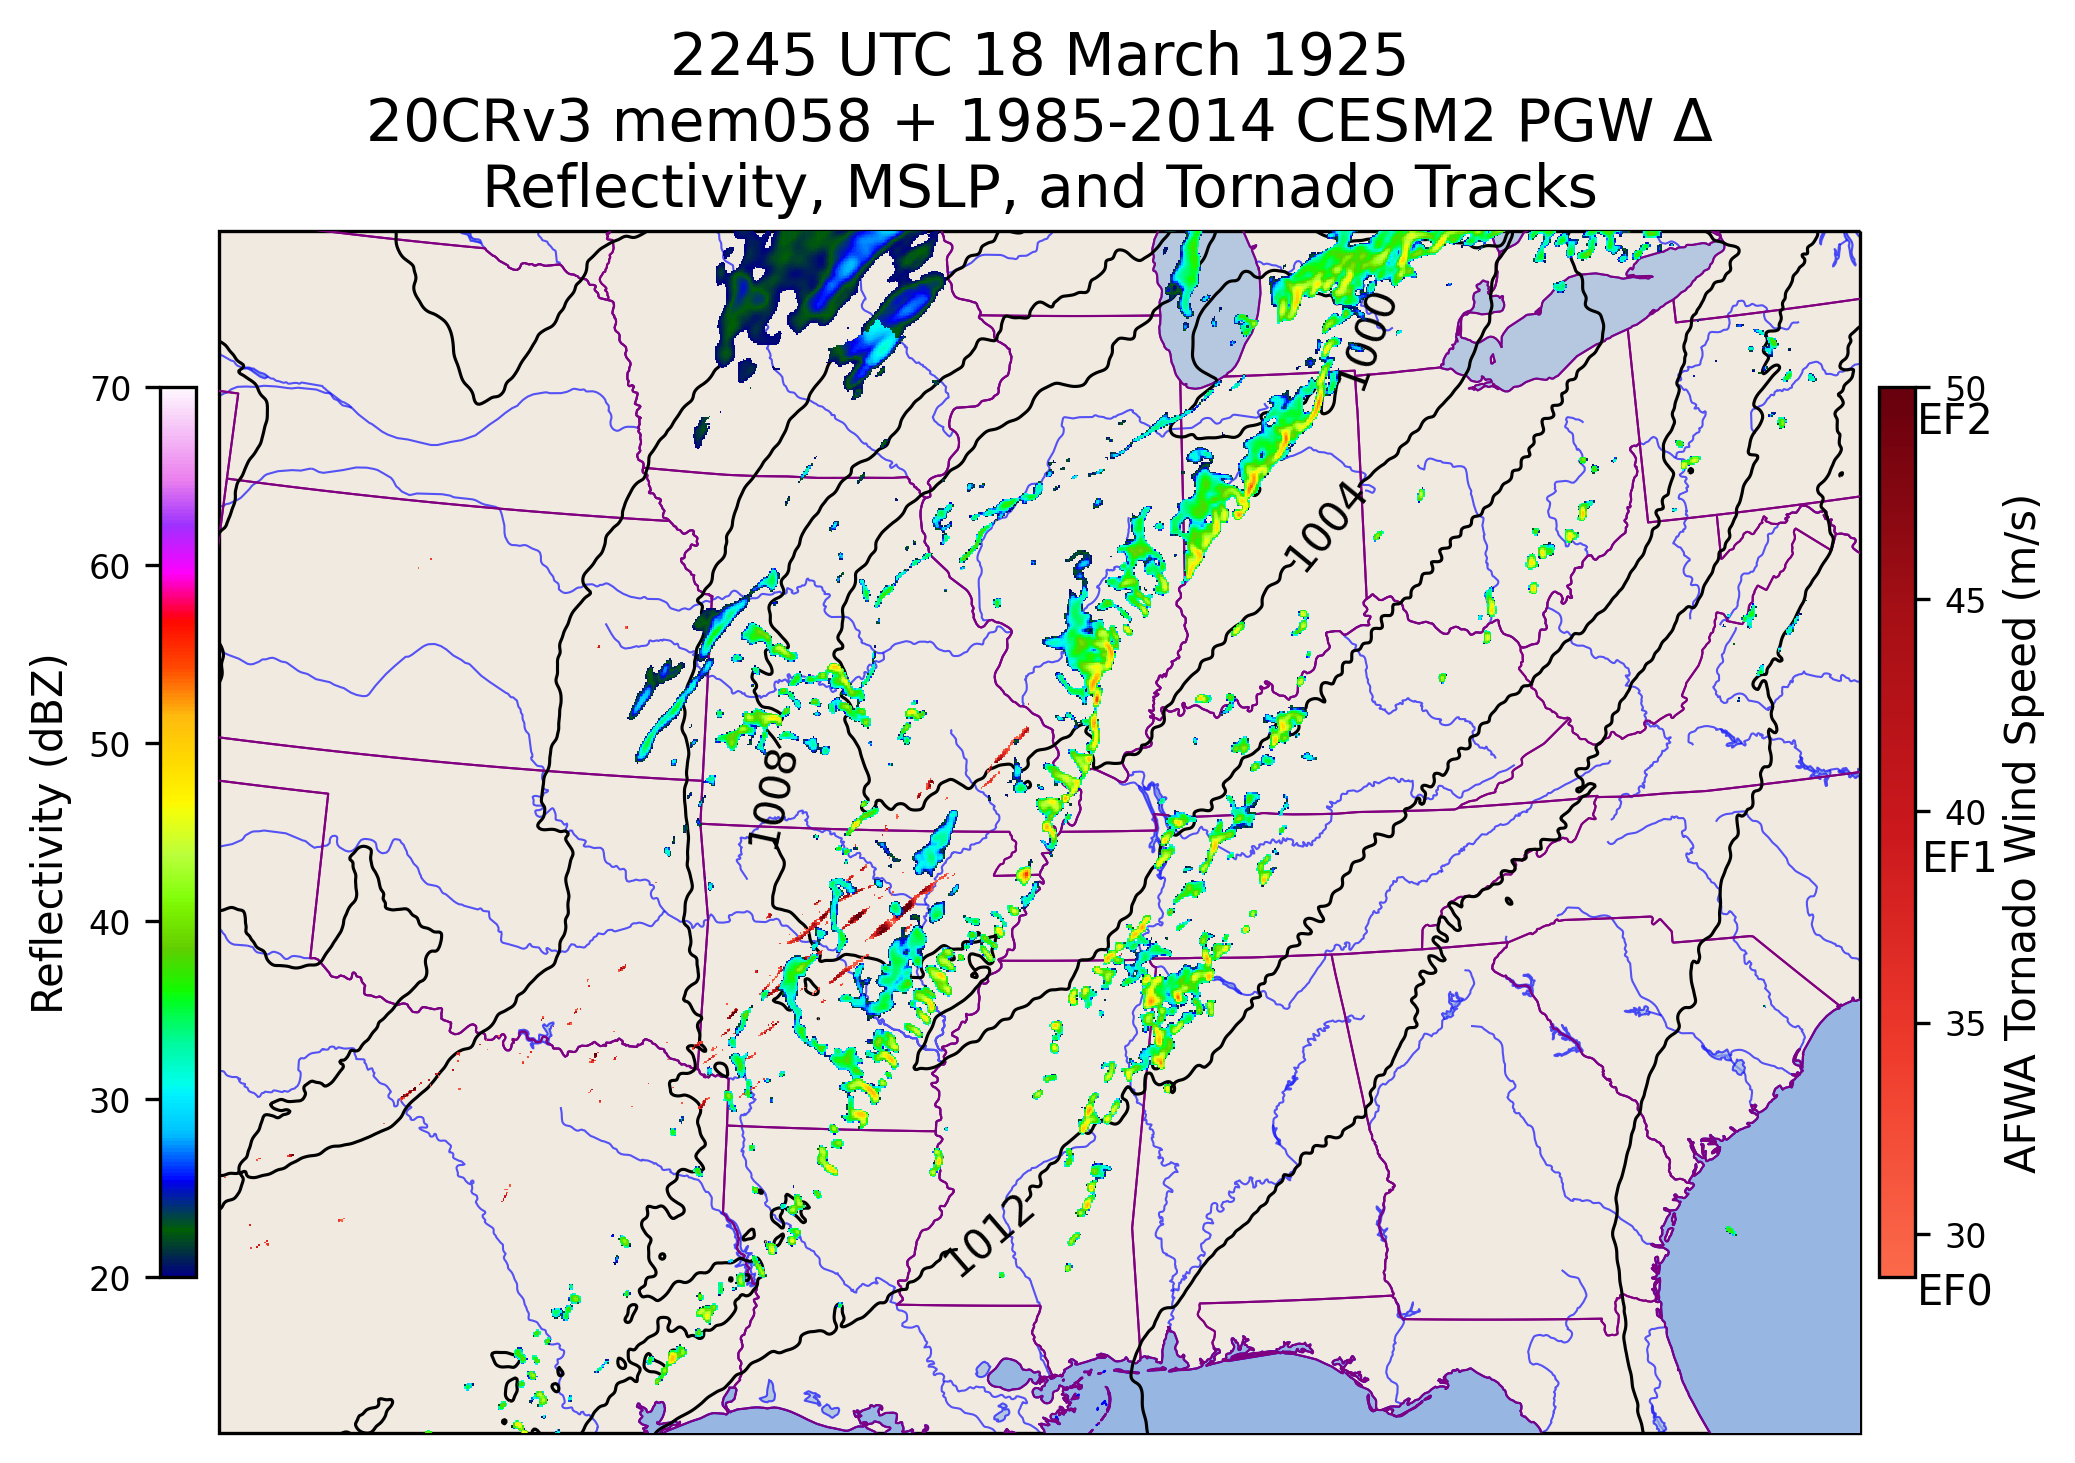 2245 UTC 18 March 1925
20CRv3 mem058 + 1985-2014 CESM2 PGW Δ
Reflectivity, MSLP, and Tornado Tracks
Reflectivity (dBZ)
70
60
50
40
30
20
1000
1004
1008
1012
50
EF2
45
40
EF1
35
30
EF0
AFWA Tornado Wind Speed (m/s)